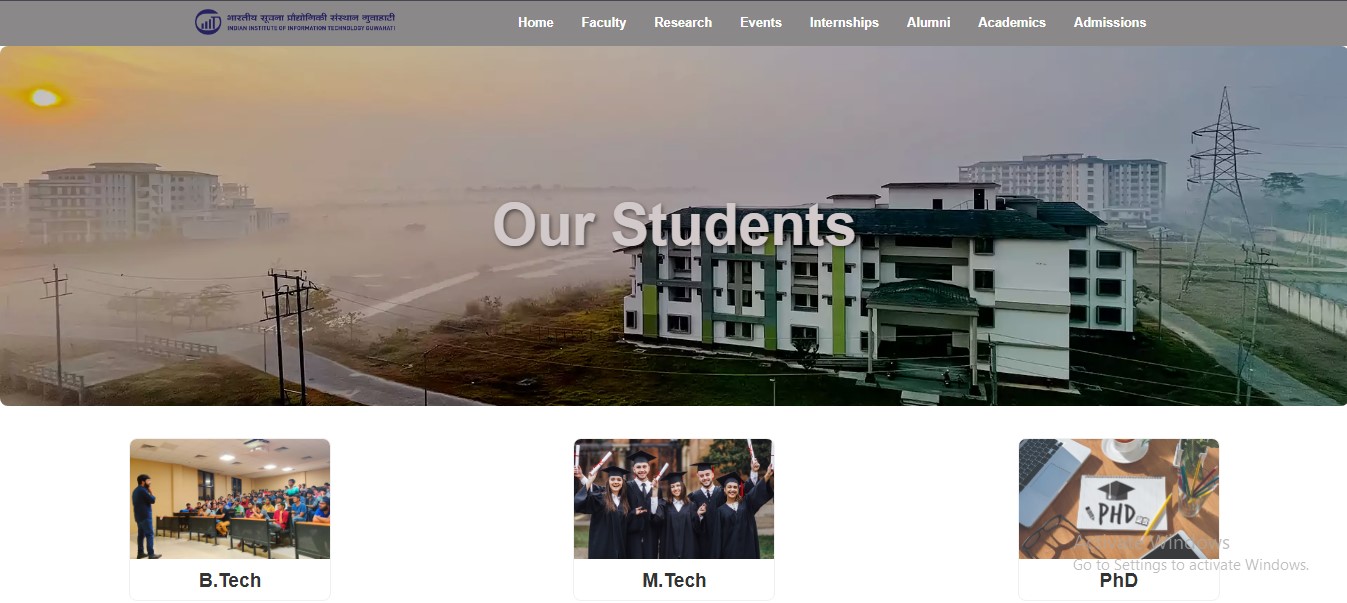 भारतीय सूचना प्रौद्योगिकी संस्थान गुवाहाटी
INDIAN INSTITUTE OF INFORMATION TECHNOLOGY GUWAHATI
Home Faculty Research Events Internships Alumni Academics Admissions
Our Students
PHD
Activate Windows
Go to Settings to activate Windows.
B.Tech M.Tech PhD